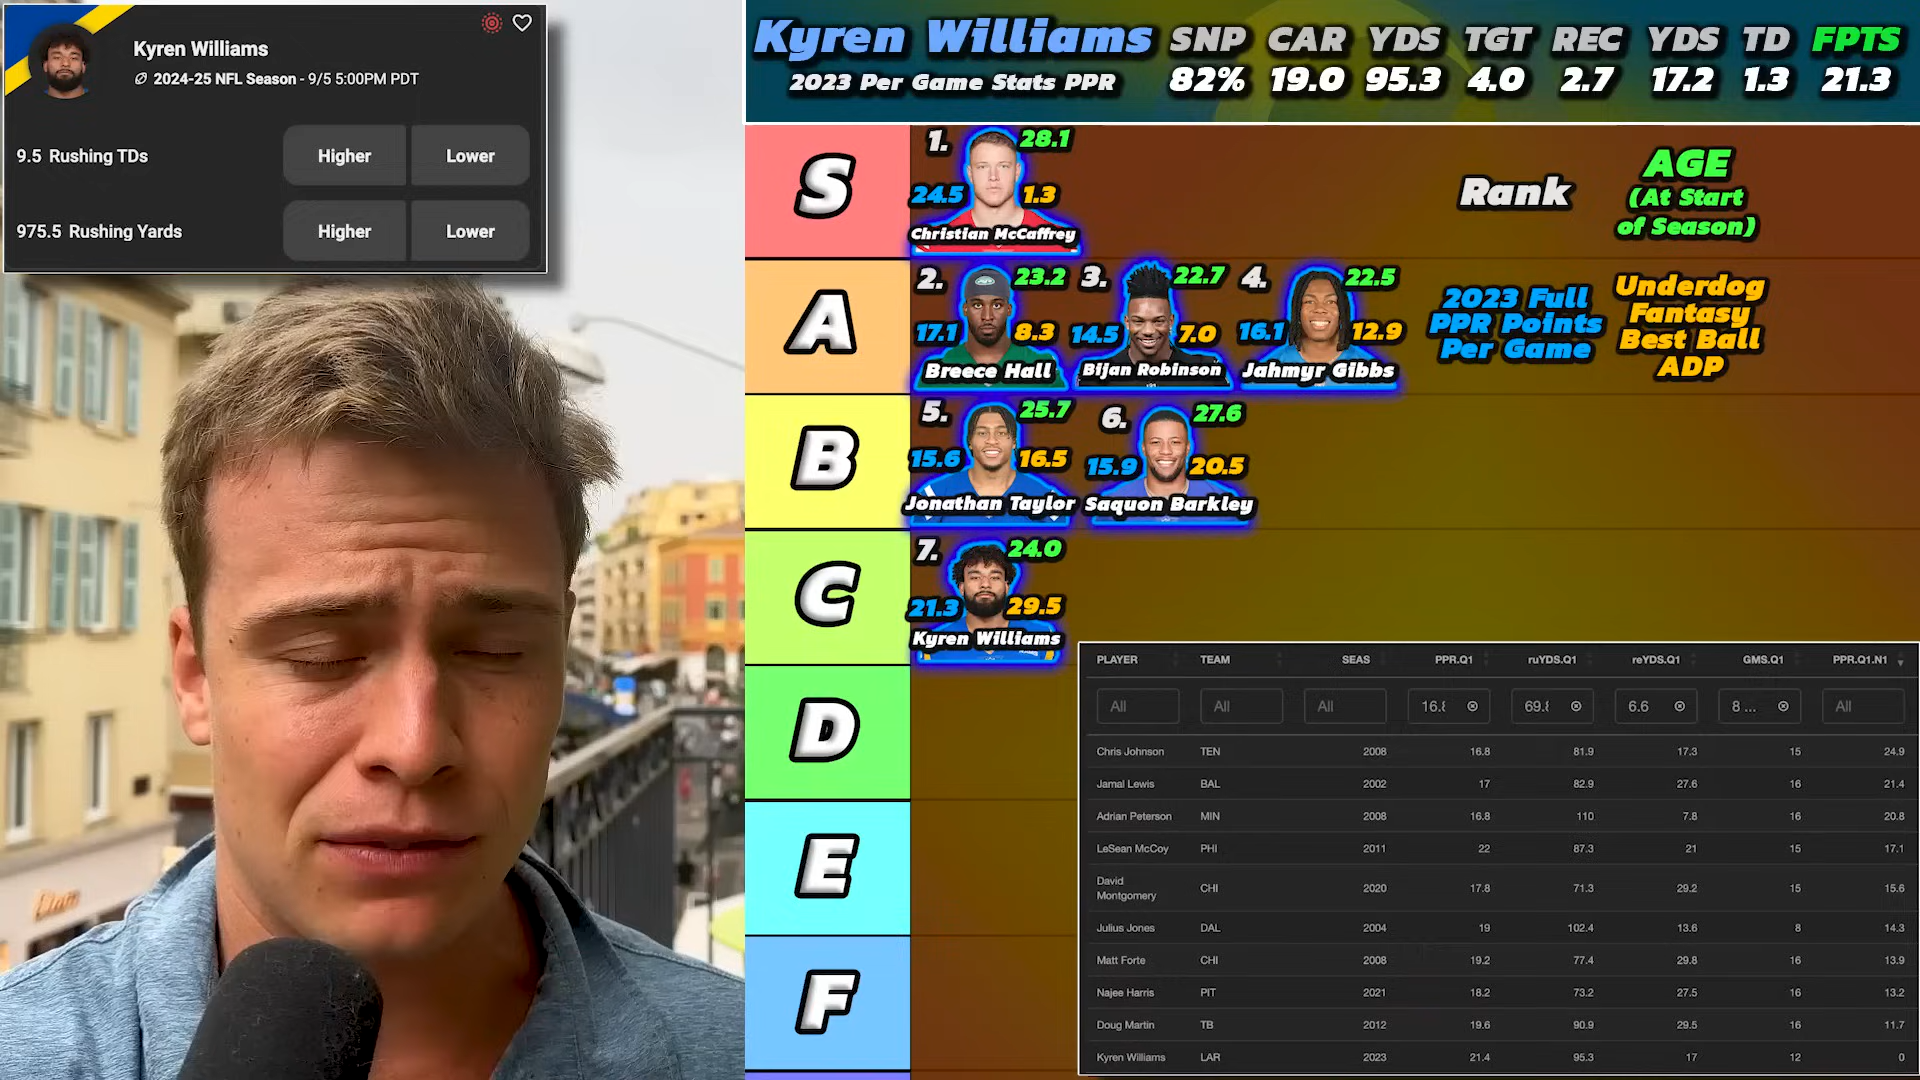 Kyren Williams
2024-25 NFL Season - 9/5 5:00PM PDT
9.5 Rushing TDs Higher Lower
975.5 Rushing Yards Higher Lower
Kyren Williams SNP CAR YDS TGT REC YDS TD FPTS
2023 Per Game Stats PPR 82% 19.0 95.3 4.0 2.7 17.2 1.3 21.3
S
1. 28.1
24.5 1.3
Christian McCaffrey
Rank
AGE
(At Start
of Season)
A
2. 23.2
17.1 8.3
Breece Hall
3. 22.7
14.5 7.0
Bijan Robinson
4. 22.5
16.1 12.9
Jahmyr Gibbs
2023 Full
PPR Points
Per Game
Underdog
Fantasy
Best Ball
ADP
B
5. 25.7
15.6 16.5
Jonathan Taylor
6. 27.6
15.9 20.5
Saquon Barkley
C
7. 24.0
21.3 29.5
Kyren Williams
D
E
F
PLAYER TEAM SEAS PPR.Q1 ruYDS.Q1 reYDS.Q1 GMS.Q1 PPR.Q1.N1
All All All 16.8 69.8 6.6 8 ... All
Chris Johnson TEN 2008 16.8 81.9 17.3 15 24.9
Jamal Lewis BAL 2002 17 82.9 27.6 16 21.4
Adrian Peterson MIN 2008 16.8 110 7.8 16 20.8
LeSean McCoy PHI 2011 22 87.3 21 15 17.1
David Montgomery CHI 2020 17.8 71.3 29.2 15 15.6
Julius Jones DAL 2004 19 102.4 13.6 8 14.3
Matt Forte CHI 2008 19.2 77.4 29.8 16 13.9
Najee Harris PIT 2021 18.2 73.2 27.5 16 13.2
Doug Martin TB 2012 19.6 90.9 29.5 16 11.7
Kyren Williams LAR 2023 21.4 95.3 17 12 0